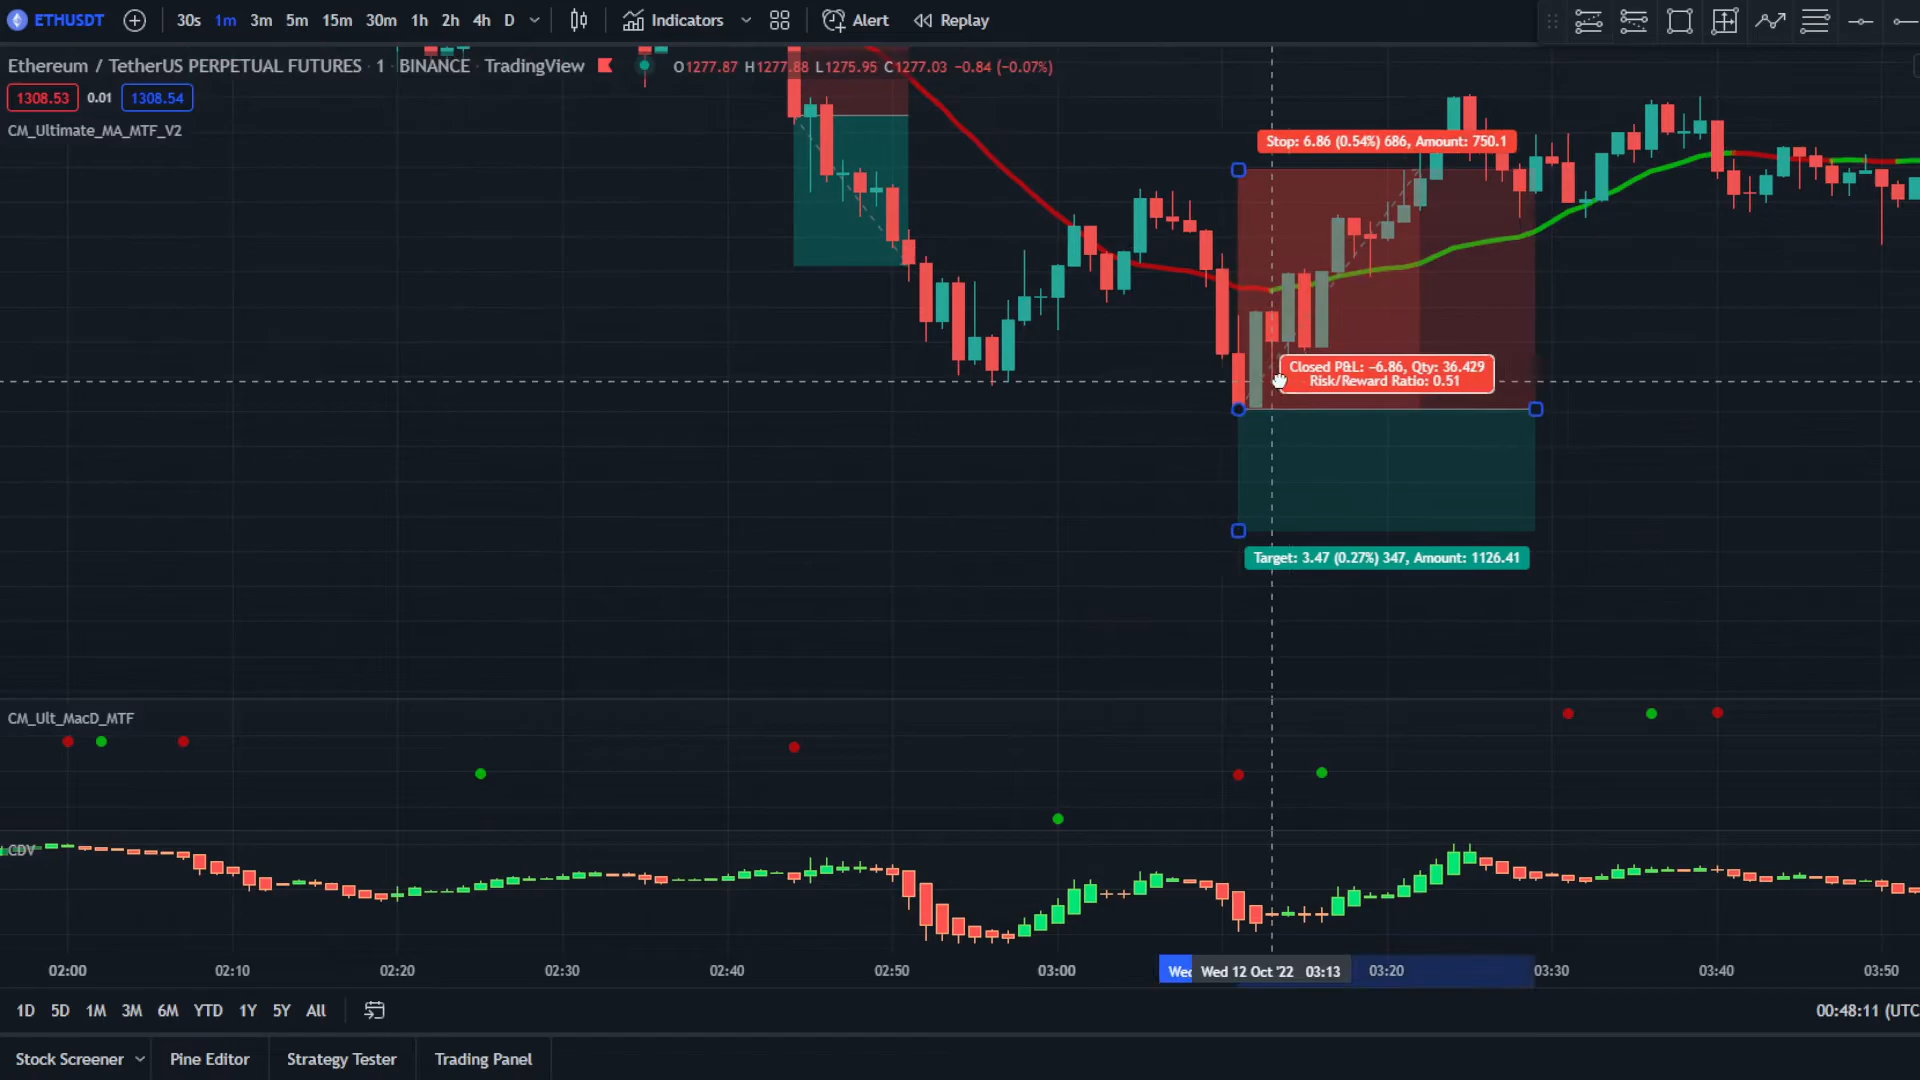 ETHUSDT 30s 1m 3m 5m 15m 30m 1h 2h 4h D Indicators Alert Replay
Ethereum / TetherUS PERPETUAL FUTURES · 1 · BINANCE · TradingView O1277.87 H1277.88 L1275.95 C1277.03 −0.84 (−0.07%)
1308.53 0.01 1308.54
CM_Ultimate_MA_MTF_V2
Stop: 6.86 (0.54%) 686, Amount: 750.1
Closed P&L: −6.86, Qty: 36.429
Risk/Reward Ratio: 0.51
Target: 3.47 (0.27%) 347, Amount: 1126.41
CM_Ult_MacD_MTF
CDV
02:00 02:10 02:20 02:30 02:40 02:50 03:00 Wed 12 Oct '22 03:13 03:20 03:30 03:40 03:50
1D 5D 1M 3M 6M YTD 1Y 5Y All 00:48:11 (UTC
Stock Screener Pine Editor Strategy Tester Trading Panel